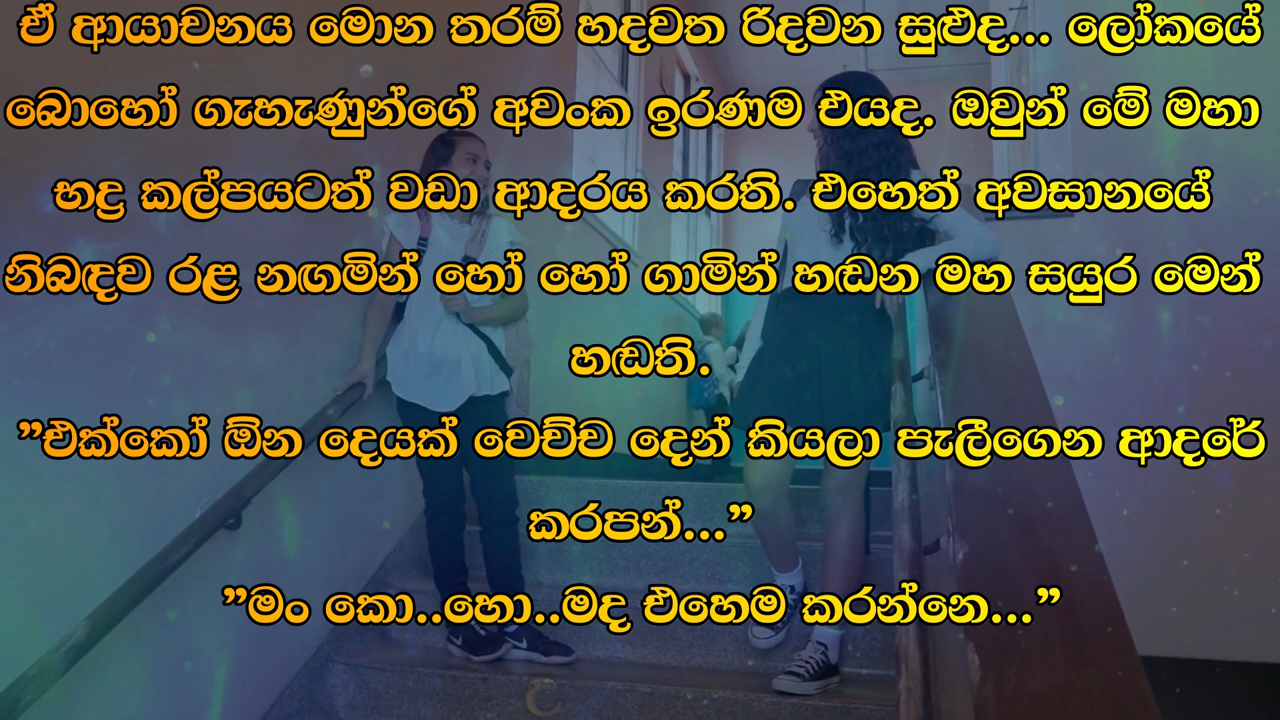 ඒ ආයාචනය මොන තරම් හදවත රිදවන සුළුද... ලෝකයේ
බොහෝ ගැහැණුන්ගේ අවංක ඉරණම එයද. ඔවුන් මේ මහා
භද්‍ර කල්පයටත් වඩා ආදරය කරති. එහෙත් අවසානයේ
නිබඳව රළ නඟමින් හෝ හෝ ගාමින් හඬන මහ සයුර මෙන්
හඬති.
”එක්කෝ ඕන දෙයක් වෙච්ච දෙන් කියලා පැලීගෙන ආදරේ
කරපන්...”
”මං කො..හො..මද එහෙම කරන්නෙ...”